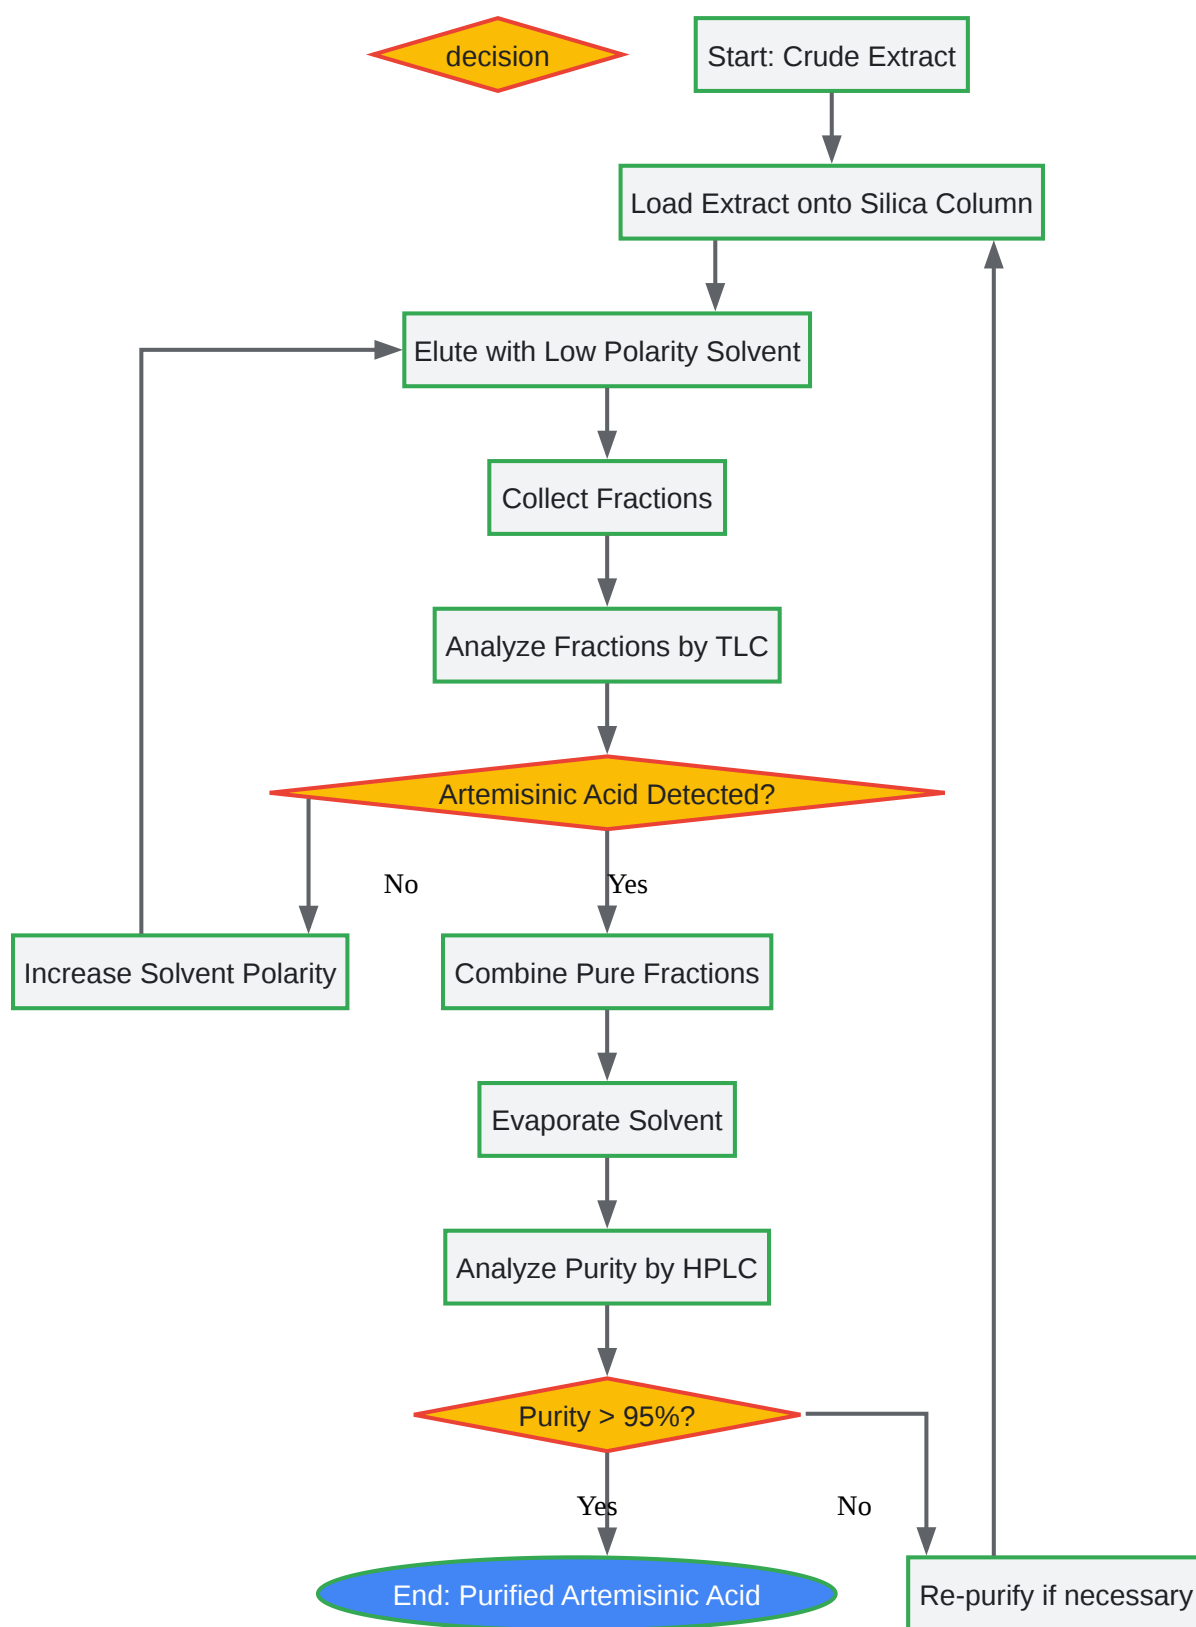 decision
Start: Crude Extract
Load Extract onto Silica Column
Elute with Low Polarity Solvent
Collect Fractions
Analyze Fractions by TLC
Artemisinic Acid Detected?
No
Yes
Increase Solvent Polarity
Combine Pure Fractions
Evaporate Solvent
Analyze Purity by HPLC
Purity > 95%?
Yes
No
End: Purified Artemisinic Acid
Re-purify if necessary